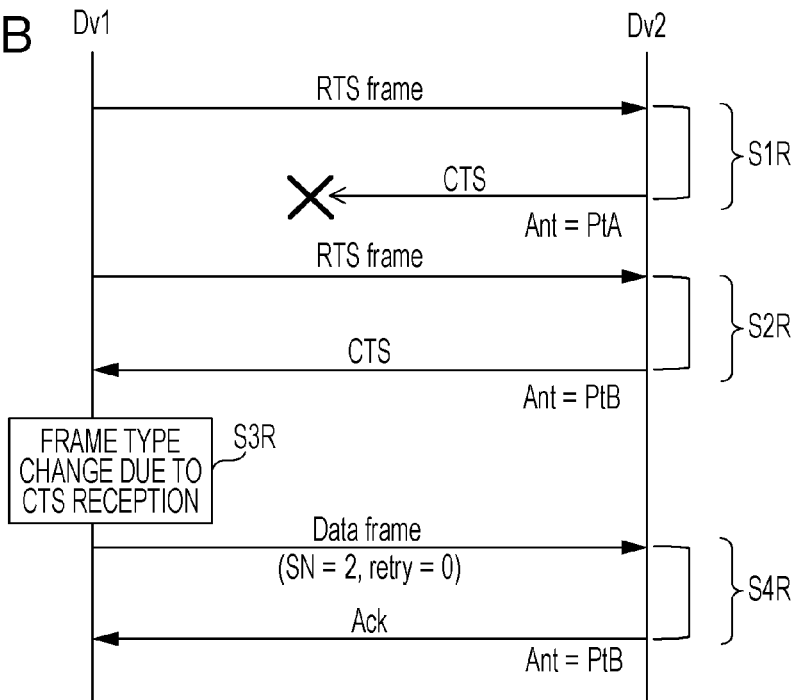 B
Dv1
Dv2
RTS frame
S1R
CTS
Ant = PtA
RTS frame
S2R
CTS
Ant = PtB
FRAME TYPE
CHANGE DUE TO
CTS RECEPTION
S3R
Data frame
(SN = 2, retry = 0)
S4R
Ack
Ant = PtB